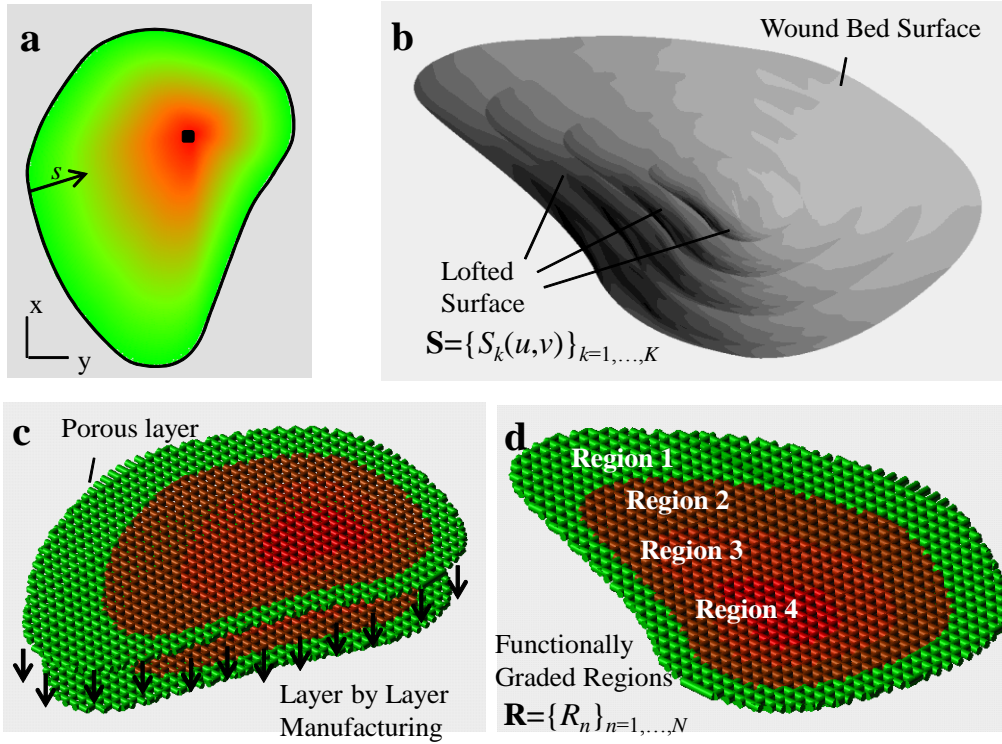 a
s
x
y
b
Wound Bed Surface
Lofted
Surface
S={Sₖ(u,v)}ₖ₌₁,…,K
c
Porous layer
Layer by Layer
Manufacturing
d
Region 1
Region 2
Region 3
Region 4
Functionally
Graded Regions
R={Rₙ}ₙ₌₁,…,N